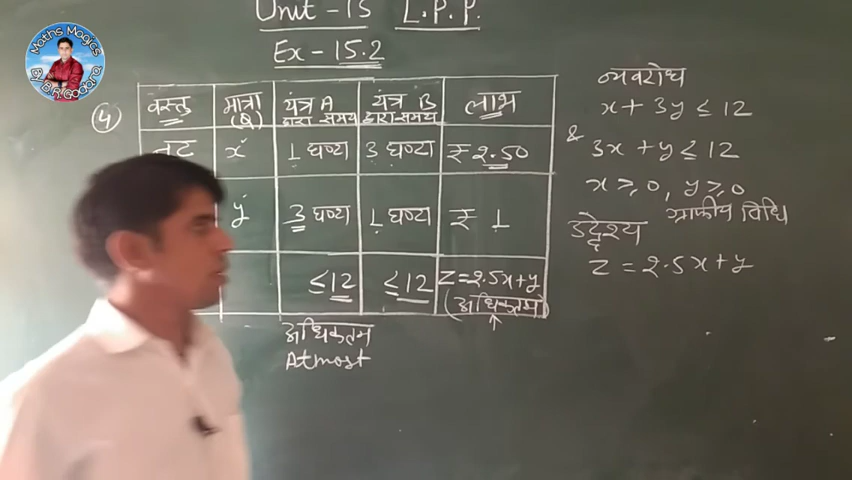 Unit - 15 L.P.P.
Ex - 15.2
Maths Magics
By B.R. Godara
(4)
वस्तु मात्रा (Q) यंत्र A द्वारा समय यंत्र B द्वारा समय लाभ
नट x 1 घण्टा 3 घण्टा ₹ 2.50
y 3 घण्टा 1 घण्टा ₹ 1
≤ 12 ≤ 12 Z = 2.5x + y
(अधिकतम)
अधिकतम
Atmost
व्यवरोध
x + 3y ≤ 12
& 3x + y ≤ 12
x ≥ 0, y ≥ 0
ग्राफीय विधि
उद्देश्य
Z = 2.5x + y